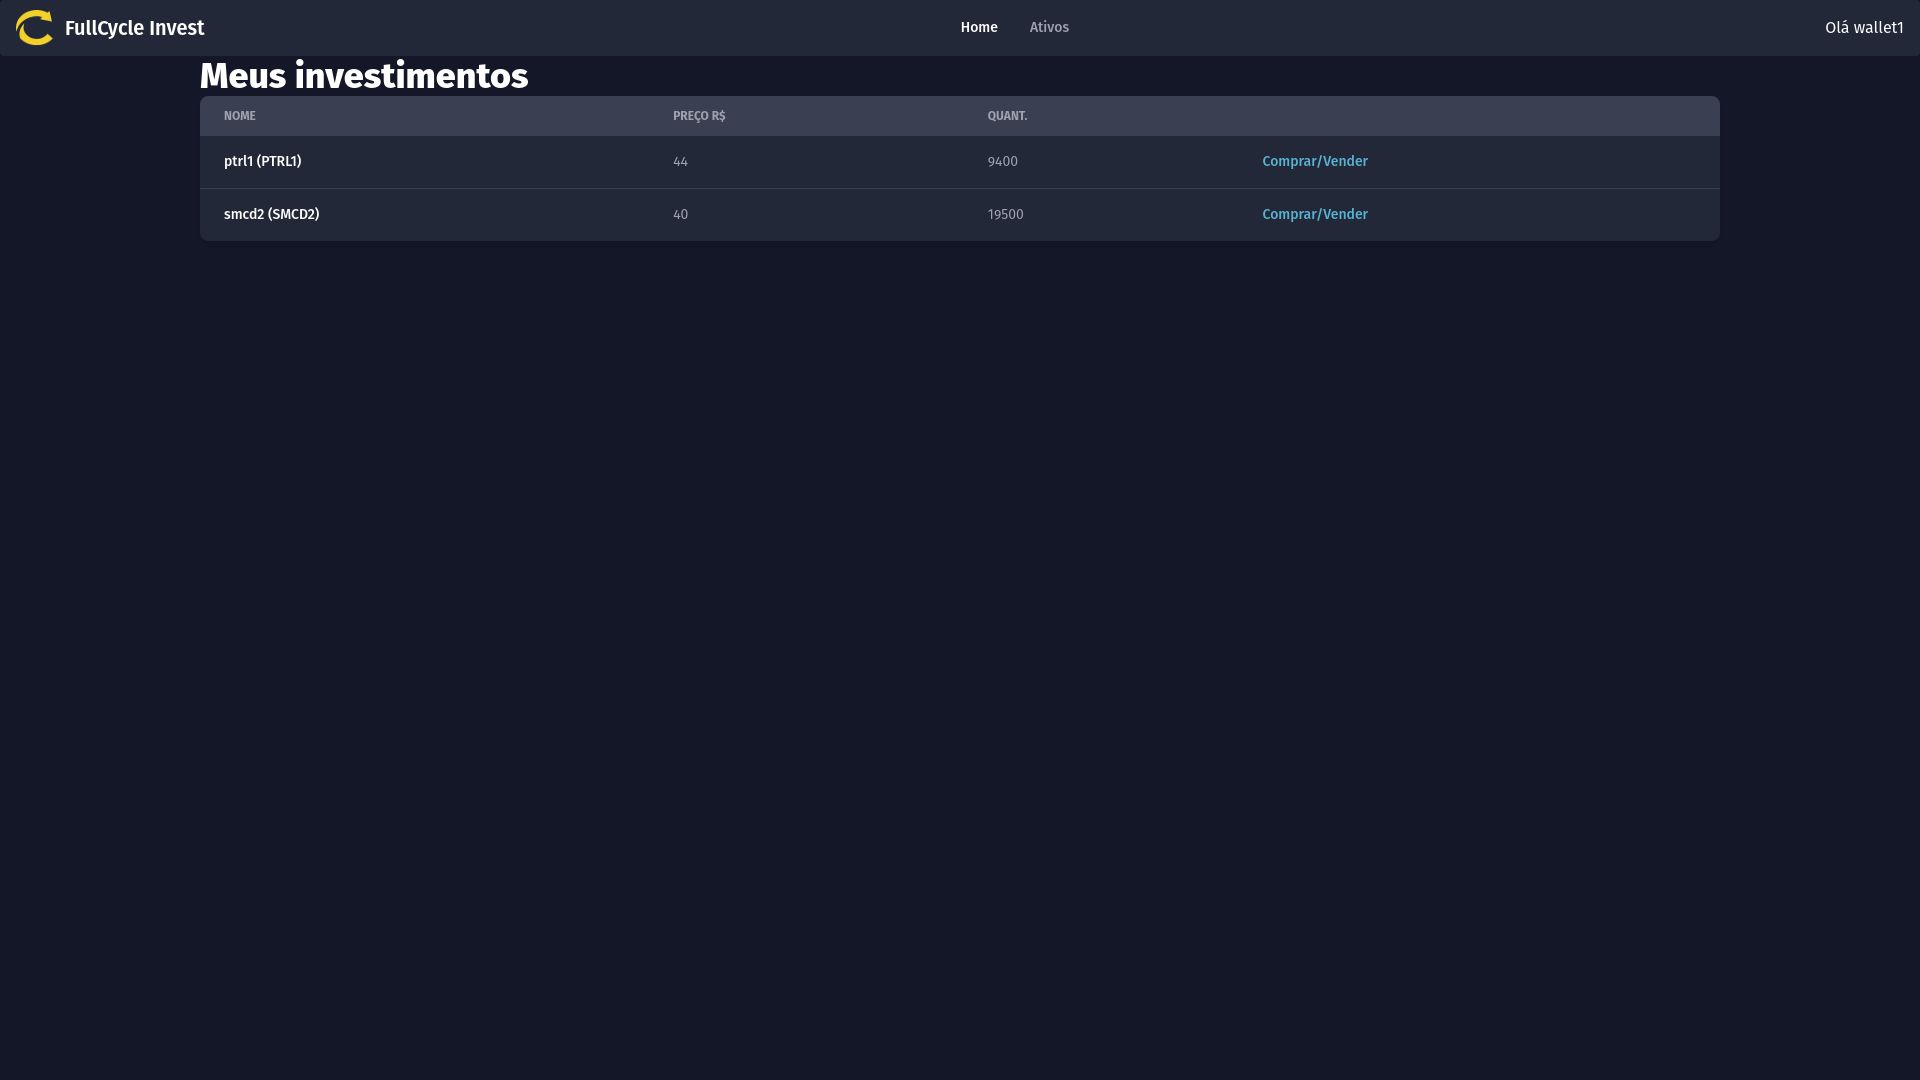 FullCycle Invest Home Ativos Olá wallet1
Meus investimentos
NOME PREÇO R$ QUANT.
ptrl1 (PTRL1) 44 9400 Comprar/Vender
smcd2 (SMCD2) 40 19500 Comprar/Vender